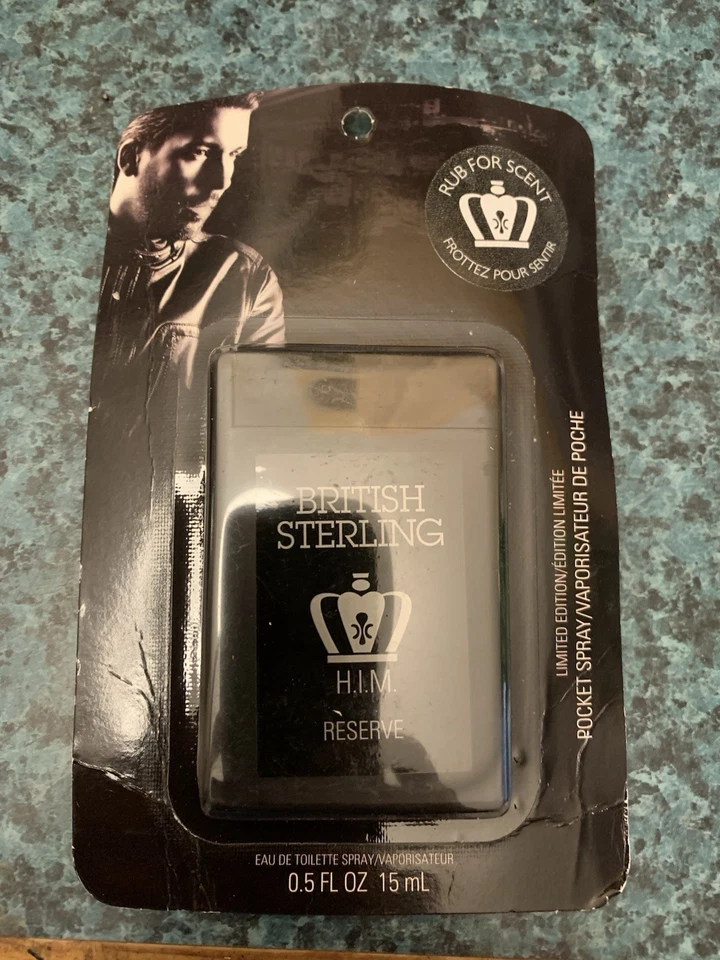 RUB FOR SCENT
FROTTEZ POUR SENTIR
BRITISH
STERLING
H.I.M.
RESERVE
LIMITED EDITION/ÉDITION LIMITÉE
POCKET SPRAY/VAPORISATEUR DE POCHE
EAU DE TOILETTE SPRAY/VAPORISATEUR
0.5 FL OZ 15 mL